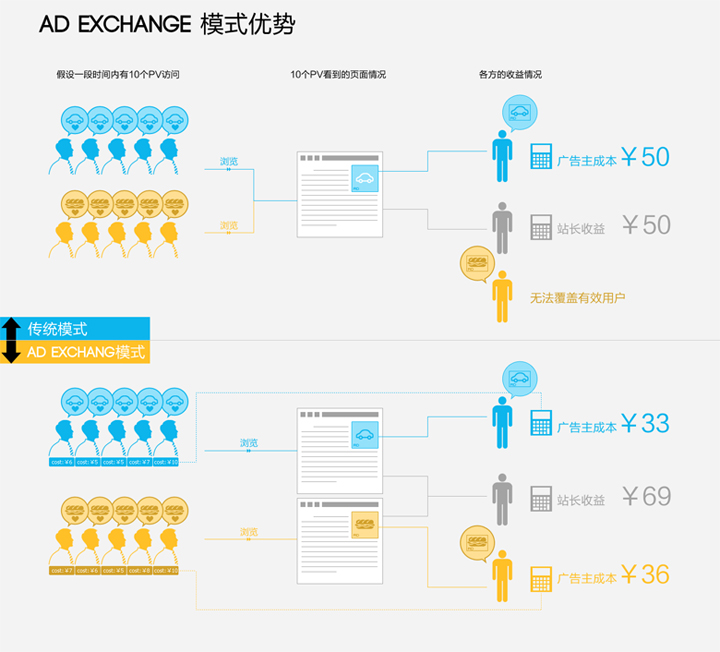 AD EXCHANGE 模式优势
假设一段时间内有10个PV访问
10个PV看到的页面情况
各方的收益情况
浏览
广告主成本 ¥50
浏览
站长收益 ¥50
无法覆盖有效用户
传统模式
AD EXCHANG模式
浏览
广告主成本 ¥33
cost: ¥6 cost: ¥5 cost: ¥5 cost: ¥7 cost: ¥10
站长收益 ¥69
浏览
cost: ¥7 cost: ¥6 cost: ¥5 cost: ¥8 cost: ¥10
广告主成本 ¥36